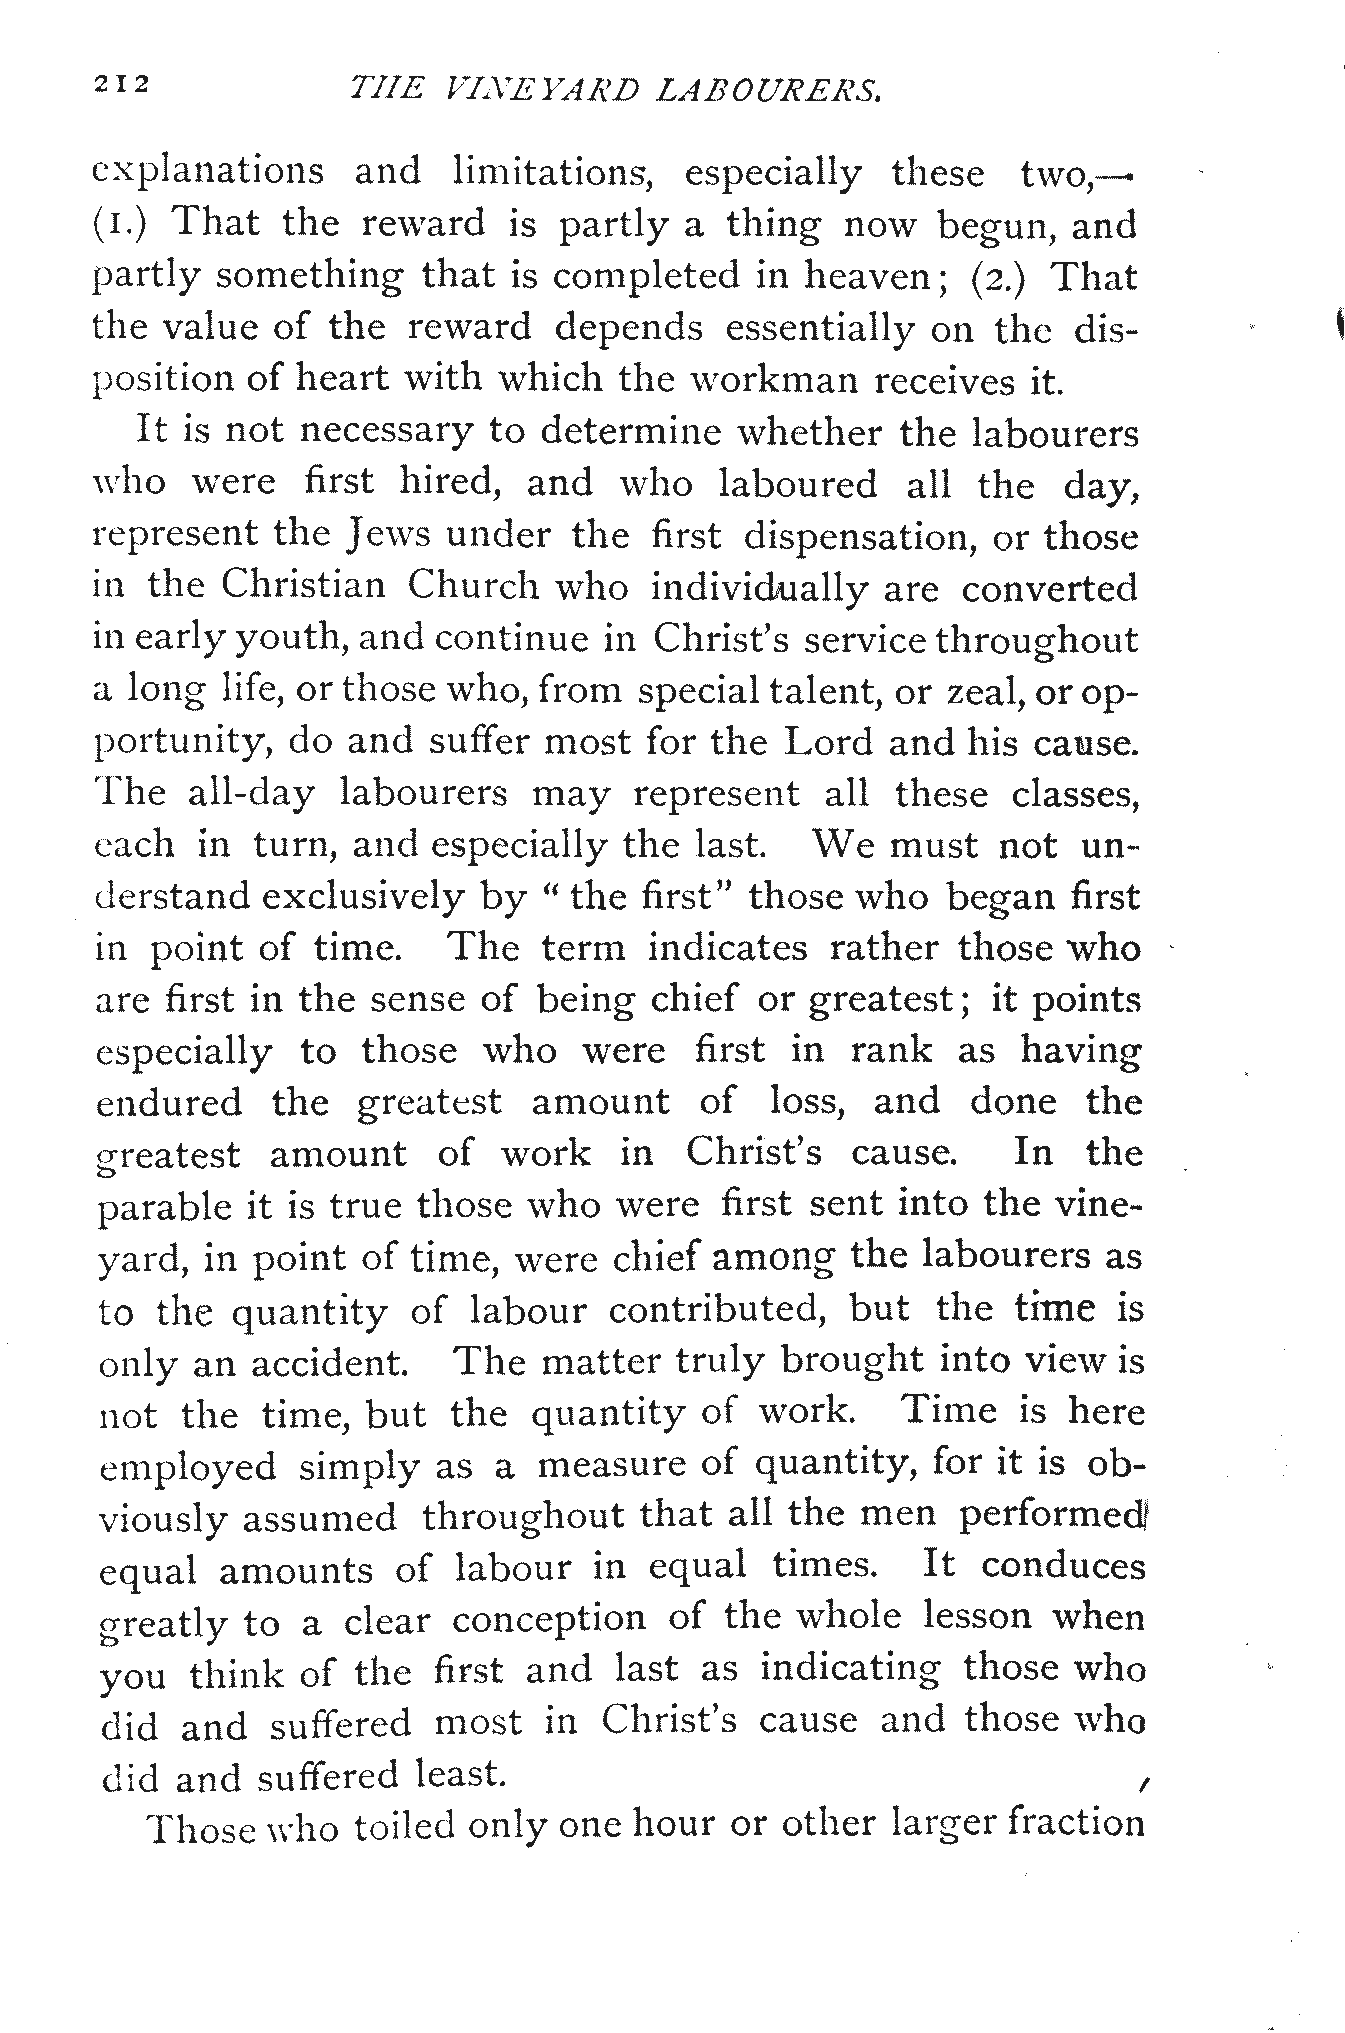 212 THE VINEYARD LABOURERS.
explanations and limitations, especially these two,—
(1.) That the reward is partly a thing now begun, and
partly something that is completed in heaven; (2.) That
the value of the reward depends essentially on the dis-
position of heart with which the workman receives it.
It is not necessary to determine whether the labourers
who were first hired, and who laboured all the day,
represent the Jews under the first dispensation, or those
in the Christian Church who individually are converted
in early youth, and continue in Christ's service throughout
a long life, or those who, from special talent, or zeal, or op-
portunity, do and suffer most for the Lord and his cause.
The all-day labourers may represent all these classes,
each in turn, and especially the last. We must not un-
derstand exclusively by "the first" those who began first
in point of time. The term indicates rather those who
are first in the sense of being chief or greatest; it points
especially to those who were first in rank as having
endured the greatest amount of loss, and done the
greatest amount of work in Christ's cause. In the
parable it is true those who were first sent into the vine-
yard, in point of time, were chief among the labourers as
to the quantity of labour contributed, but the time is
only an accident. The matter truly brought into view is
not the time, but the quantity of work. Time is here
employed simply as a measure of quantity, for it is ob-
viously assumed throughout that all the men performed
equal amounts of labour in equal times. It conduces
greatly to a clear conception of the whole lesson when
you think of the first and last as indicating those who
did and suffered most in Christ's cause and those who
did and suffered least.
Those who toiled only one hour or other larger fraction